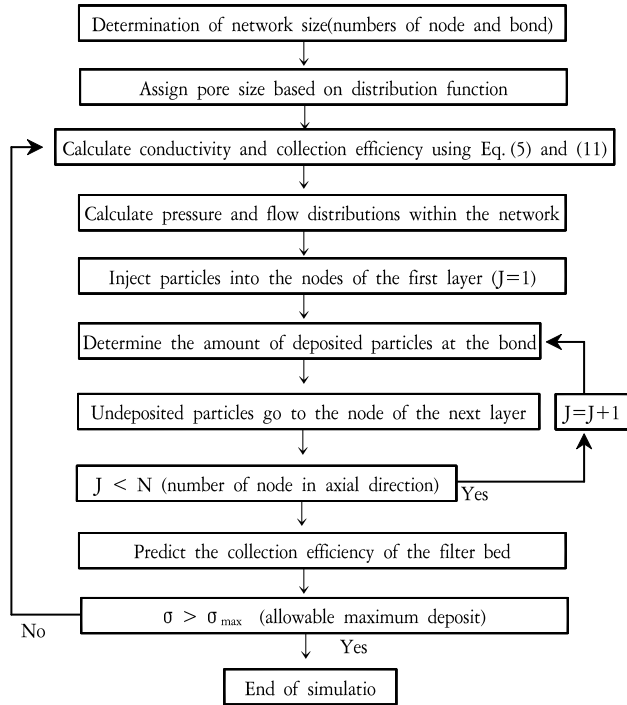 Determination of network size(numbers of node and bond)
Assign pore size based on distribution function
Calculate conductivity and collection efficiency using Eq. (5) and (11)
Calculate pressure and flow distributions within the network
Inject particles into the nodes of the first layer (J=1)
Determine the amount of deposited particles at the bond
Undeposited particles go to the node of the next layer
J=J+1
J < N (number of node in axial direction)
Yes
Predict the collection efficiency of the filter bed
σ > σmax (allowable maximum deposit)
No
Yes
End of simulatio